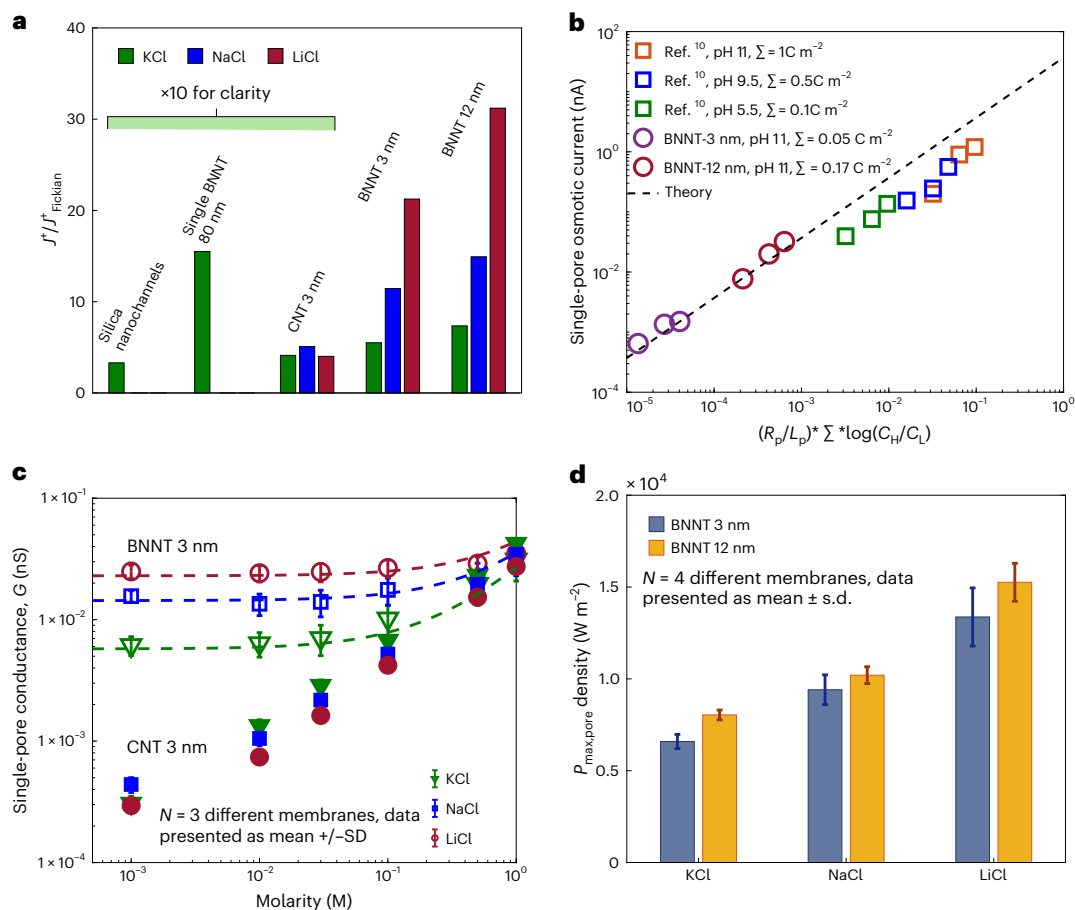 a
40
30
20
10
0
J⁺/J⁺Fickian
KCl
NaCl
LiCl
×10 for clarity
Silica
nanochannels
Single BNNT
80 nm
CNT 3 nm
BNNT 3 nm
BNNT 12 nm
b
10²
10⁰
10⁻²
10⁻⁴
Single-pore osmotic current (nA)
Ref. ¹⁰, pH 11, ∑ = 1C m⁻²
Ref. ¹⁰, pH 9.5, ∑ = 0.5C m⁻²
Ref. ¹⁰, pH 5.5, ∑ = 0.1C m⁻²
BNNT-3 nm, pH 11, ∑ = 0.05 C m⁻²
BNNT-12 nm, pH 11, ∑ = 0.17 C m⁻²
Theory
10⁻⁵ 10⁻⁴ 10⁻³ 10⁻² 10⁻¹ 10⁰
(Rp/Lp)* ∑ *log(CH/CL)
c
1 × 10⁻¹
1 × 10⁻²
1 × 10⁻³
1 × 10⁻⁴
Single-pore conductance, G (nS)
BNNT 3 nm
CNT 3 nm
KCl
NaCl
LiCl
N = 3 different membranes, data
presented as mean +/−SD
10⁻³ 10⁻² 10⁻¹ 10⁰
Molarity (M)
d
× 10⁴
2.0
1.5
1.0
0.5
0
Pmax,pore density (W m⁻²)
BNNT 3 nm
BNNT 12 nm
N = 4 different membranes, data
presented as mean ± s.d.
KCl NaCl LiCl